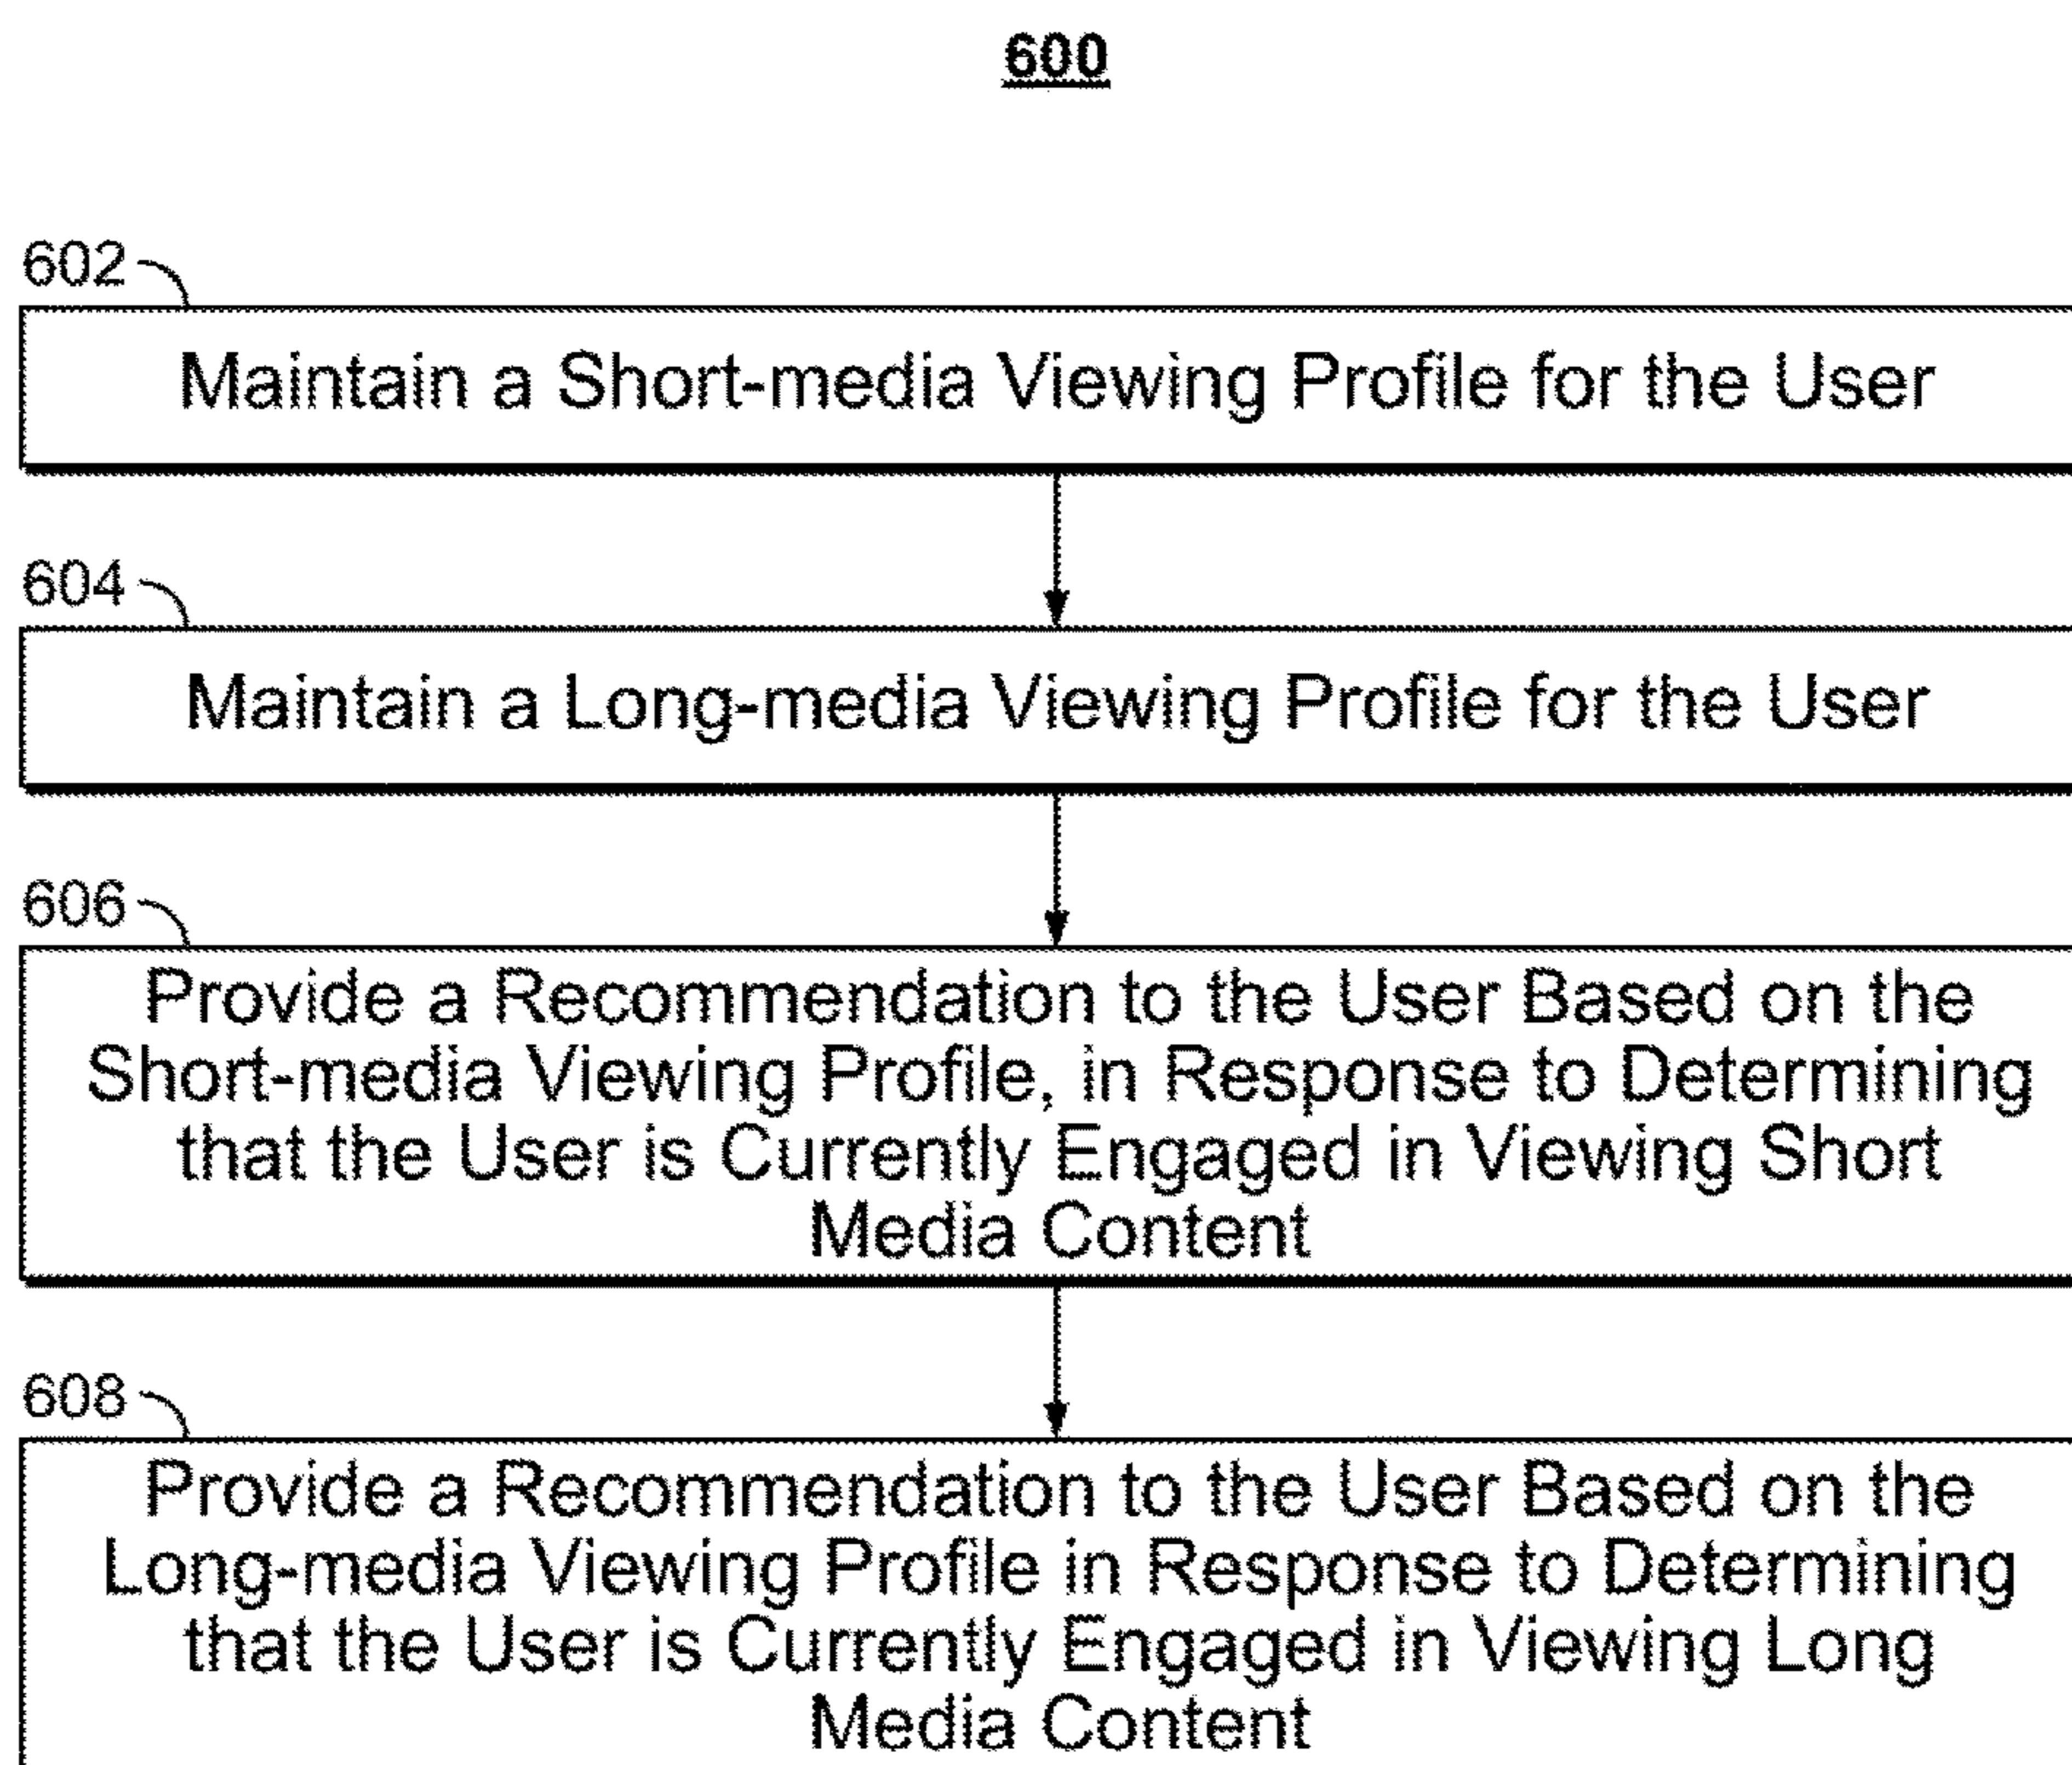 600
602
Maintain a Short-media Viewing Profile for the User
604
Maintain a Long-media Viewing Profile for the User
606
Provide a Recommendation to the User Based on the
Short-media Viewing Profile, in Response to Determining
that the User is Currently Engaged in Viewing Short
Media Content
608
Provide a Recommendation to the User Based on the
Long-media Viewing Profile in Response to Determining
that the User is Currently Engaged in Viewing Long
Media Content